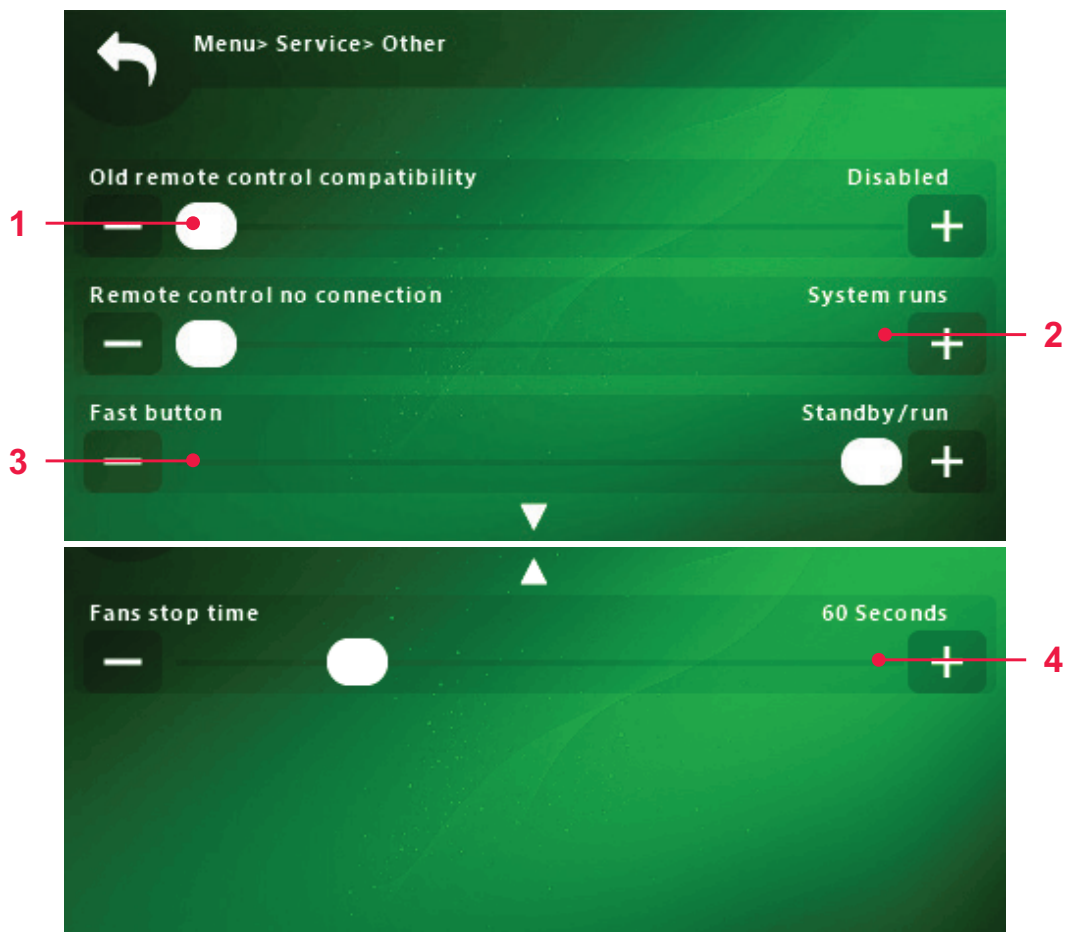 Menu> Service> Other
Old remote control compatibility Disabled
1
Remote control no connection System runs
2
Fast button Standby/run
3
Fans stop time 60 Seconds
4